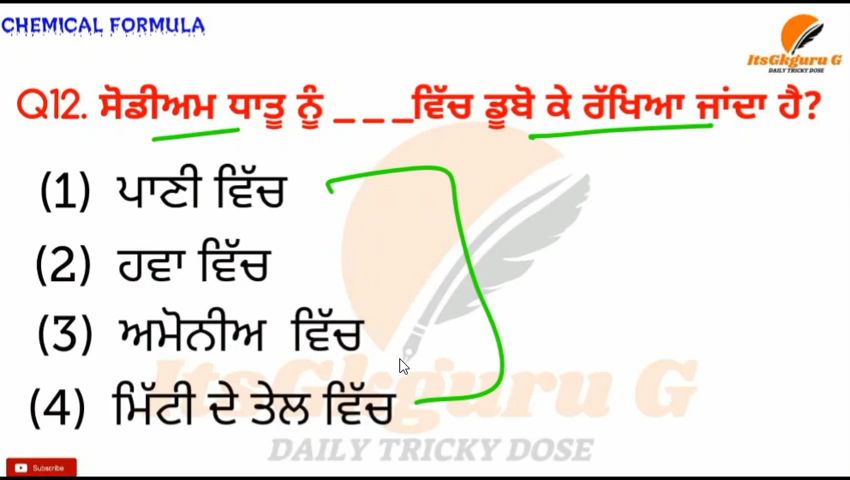 CHEMICAL FORMULA
ItsGkguru G
DAILY TRICKY DOSE
Q12. ਸੋਡੀਅਮ ਧਾਤੂ ਨੂੰ _ _ _ਵਿੱਚ ਡੂਬੋ ਕੇ ਰੱਖਿਆ ਜਾਂਦਾ ਹੈ?
(1) ਪਾਣੀ ਵਿੱਚ
(2) ਹਵਾ ਵਿੱਚ
(3) ਅਮੋਨੀਅ ਵਿੱਚ
(4) ਮਿੱਟੀ ਦੇ ਤੇਲ ਵਿੱਚ
ItsGkguru G
DAILY TRICKY DOSE
Subscribe